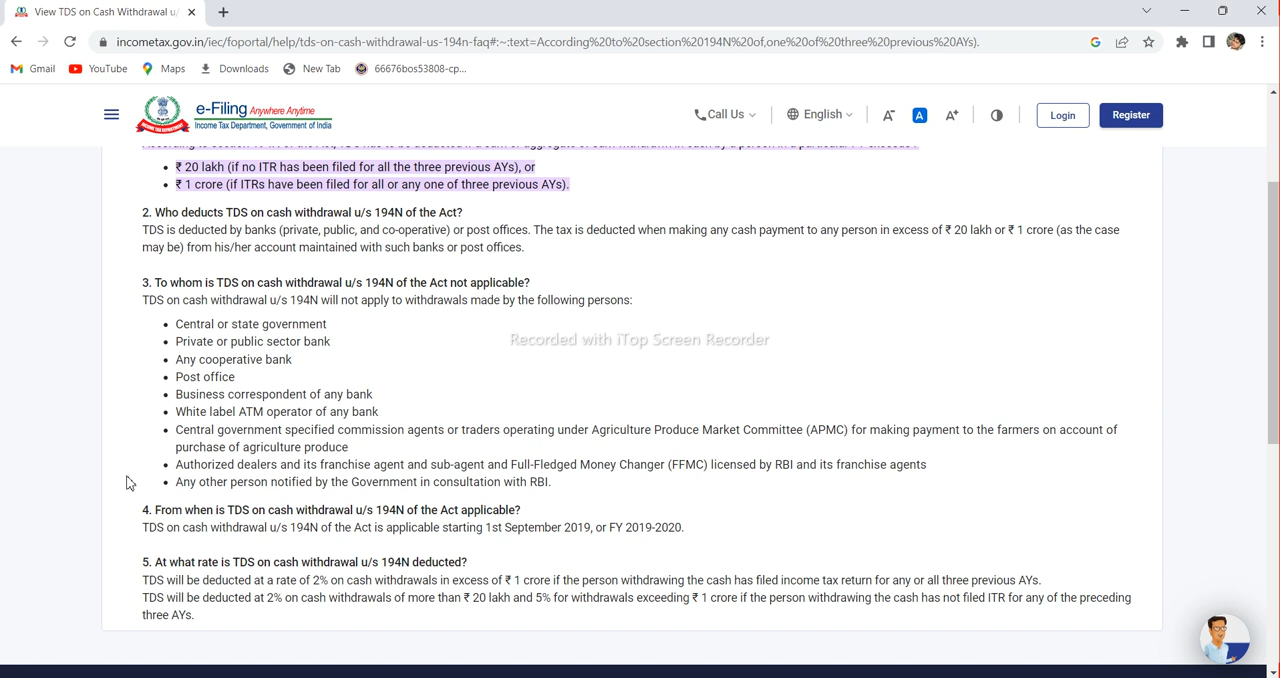 View TDS on Cash Withdrawal u/
incometax.gov.in/iec/foportal/help/tds-on-cash-withdrawal-us-194n-faq#:~:text=According%20to%20section%20194N%20of,one%20of%20three%20previous%20AYs).
Gmail YouTube Maps Downloads New Tab 66676bos53808-cp...
e-Filing Anywhere Anytime
Income Tax Department, Government of India
Call Us English A- A A+ Login Register
• ₹ 20 lakh (if no ITR has been filed for all the three previous AYs), or
• ₹ 1 crore (if ITRs have been filed for all or any one of three previous AYs).
2. Who deducts TDS on cash withdrawal u/s 194N of the Act?
TDS is deducted by banks (private, public, and co-operative) or post offices. The tax is deducted when making any cash payment to any person in excess of ₹ 20 lakh or ₹ 1 crore (as the case
may be) from his/her account maintained with such banks or post offices.
3. To whom is TDS on cash withdrawal u/s 194N of the Act not applicable?
TDS on cash withdrawal u/s 194N will not apply to withdrawals made by the following persons:
• Central or state government
Recorded with iTop Screen Recorder
• Private or public sector bank
• Any cooperative bank
• Post office
• Business correspondent of any bank
• White label ATM operator of any bank
• Central government specified commission agents or traders operating under Agriculture Produce Market Committee (APMC) for making payment to the farmers on account of
purchase of agriculture produce
• Authorized dealers and its franchise agent and sub-agent and Full-Fledged Money Changer (FFMC) licensed by RBI and its franchise agents
• Any other person notified by the Government in consultation with RBI.
4. From when is TDS on cash withdrawal u/s 194N of the Act applicable?
TDS on cash withdrawal u/s 194N of the Act is applicable starting 1st September 2019, or FY 2019-2020.
5. At what rate is TDS on cash withdrawal u/s 194N deducted?
TDS will be deducted at a rate of 2% on cash withdrawals in excess of ₹ 1 crore if the person withdrawing the cash has filed income tax return for any or all three previous AYs.
TDS will be deducted at 2% on cash withdrawals of more than ₹ 20 lakh and 5% for withdrawals exceeding ₹ 1 crore if the person withdrawing the cash has not filed ITR for any of the preceding
three AYs.